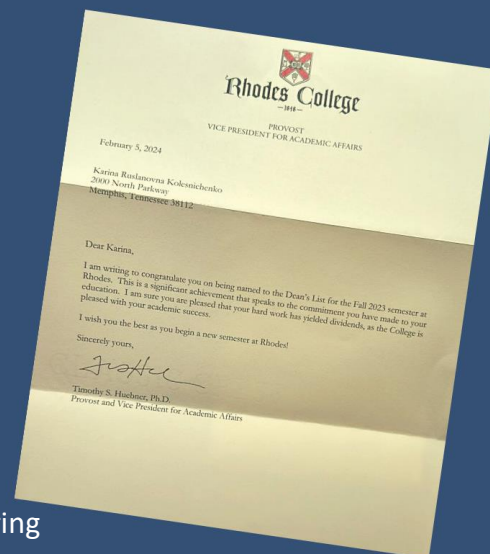 Rhodes College
—1848—
PROVOST
VICE PRESIDENT FOR ACADEMIC AFFAIRS
February 5, 2024
Karina Ruslanovna Kolesnichenko
2000 North Parkway
Memphis, Tennessee 38112
Dear Karina,
I am writing to congratulate you on being named to the Dean's List for the Fall 2023 semester at
Rhodes. This is a significant achievement that speaks to the commitment you have made to your
education. I am sure you are pleased that your hard work has yielded dividends, as the College is
pleased with your academic success.
I wish you the best as you begin a new semester at Rhodes!
Sincerely yours,
Timothy S. Huebner, Ph.D.
Provost and Vice President for Academic Affairs
ing